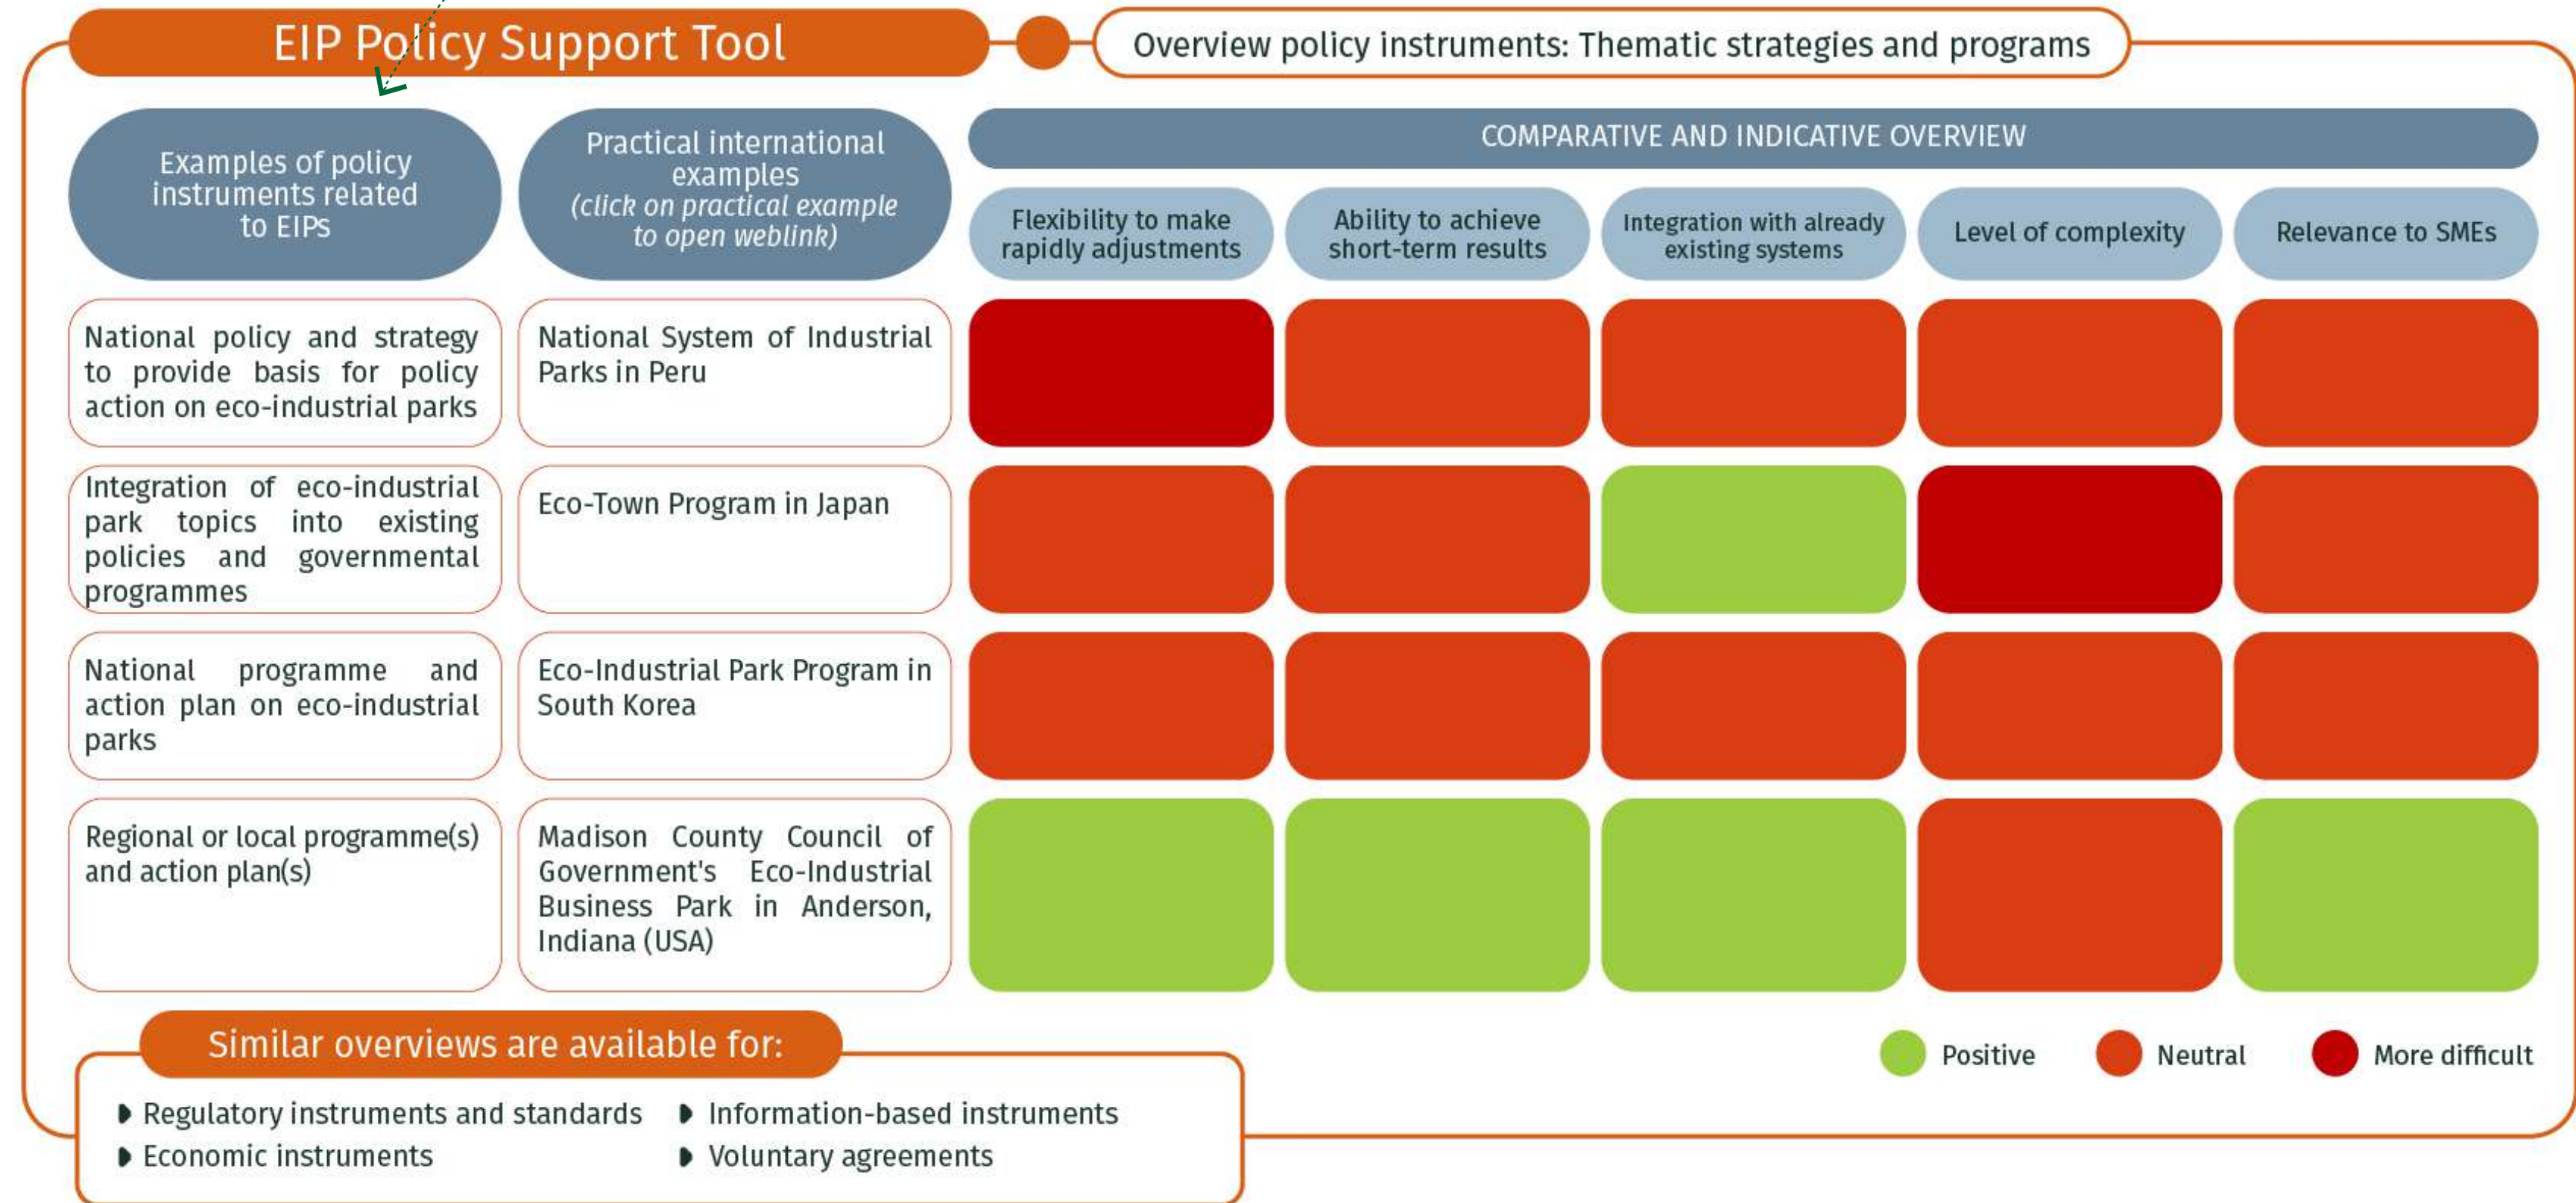 EIP Policy Support Tool
Overview policy instruments: Thematic strategies and programs
Examples of policy
instruments related
to EIPs
Practical international
examples
(click on practical example
to open weblink)
COMPARATIVE AND INDICATIVE OVERVIEW
Flexibility to make
rapidly adjustments
Ability to achieve
short-term results
Integration with already
existing systems
Level of complexity
Relevance to SMEs
National policy and strategy
to provide basis for policy
action on eco-industrial parks
National System of Industrial
Parks in Peru
Integration of eco-industrial
park topics into existing
policies and governmental
programmes
Eco-Town Program in Japan
National programme and
action plan on eco-industrial
parks
Eco-Industrial Park Program in
South Korea
Regional or local programme(s)
and action plan(s)
Madison County Council of
Government's Eco-Industrial
Business Park in Anderson,
Indiana (USA)
Similar overviews are available for:
Regulatory instruments and standards
Economic instruments
Information-based instruments
Voluntary agreements
Positive
Neutral
More difficult